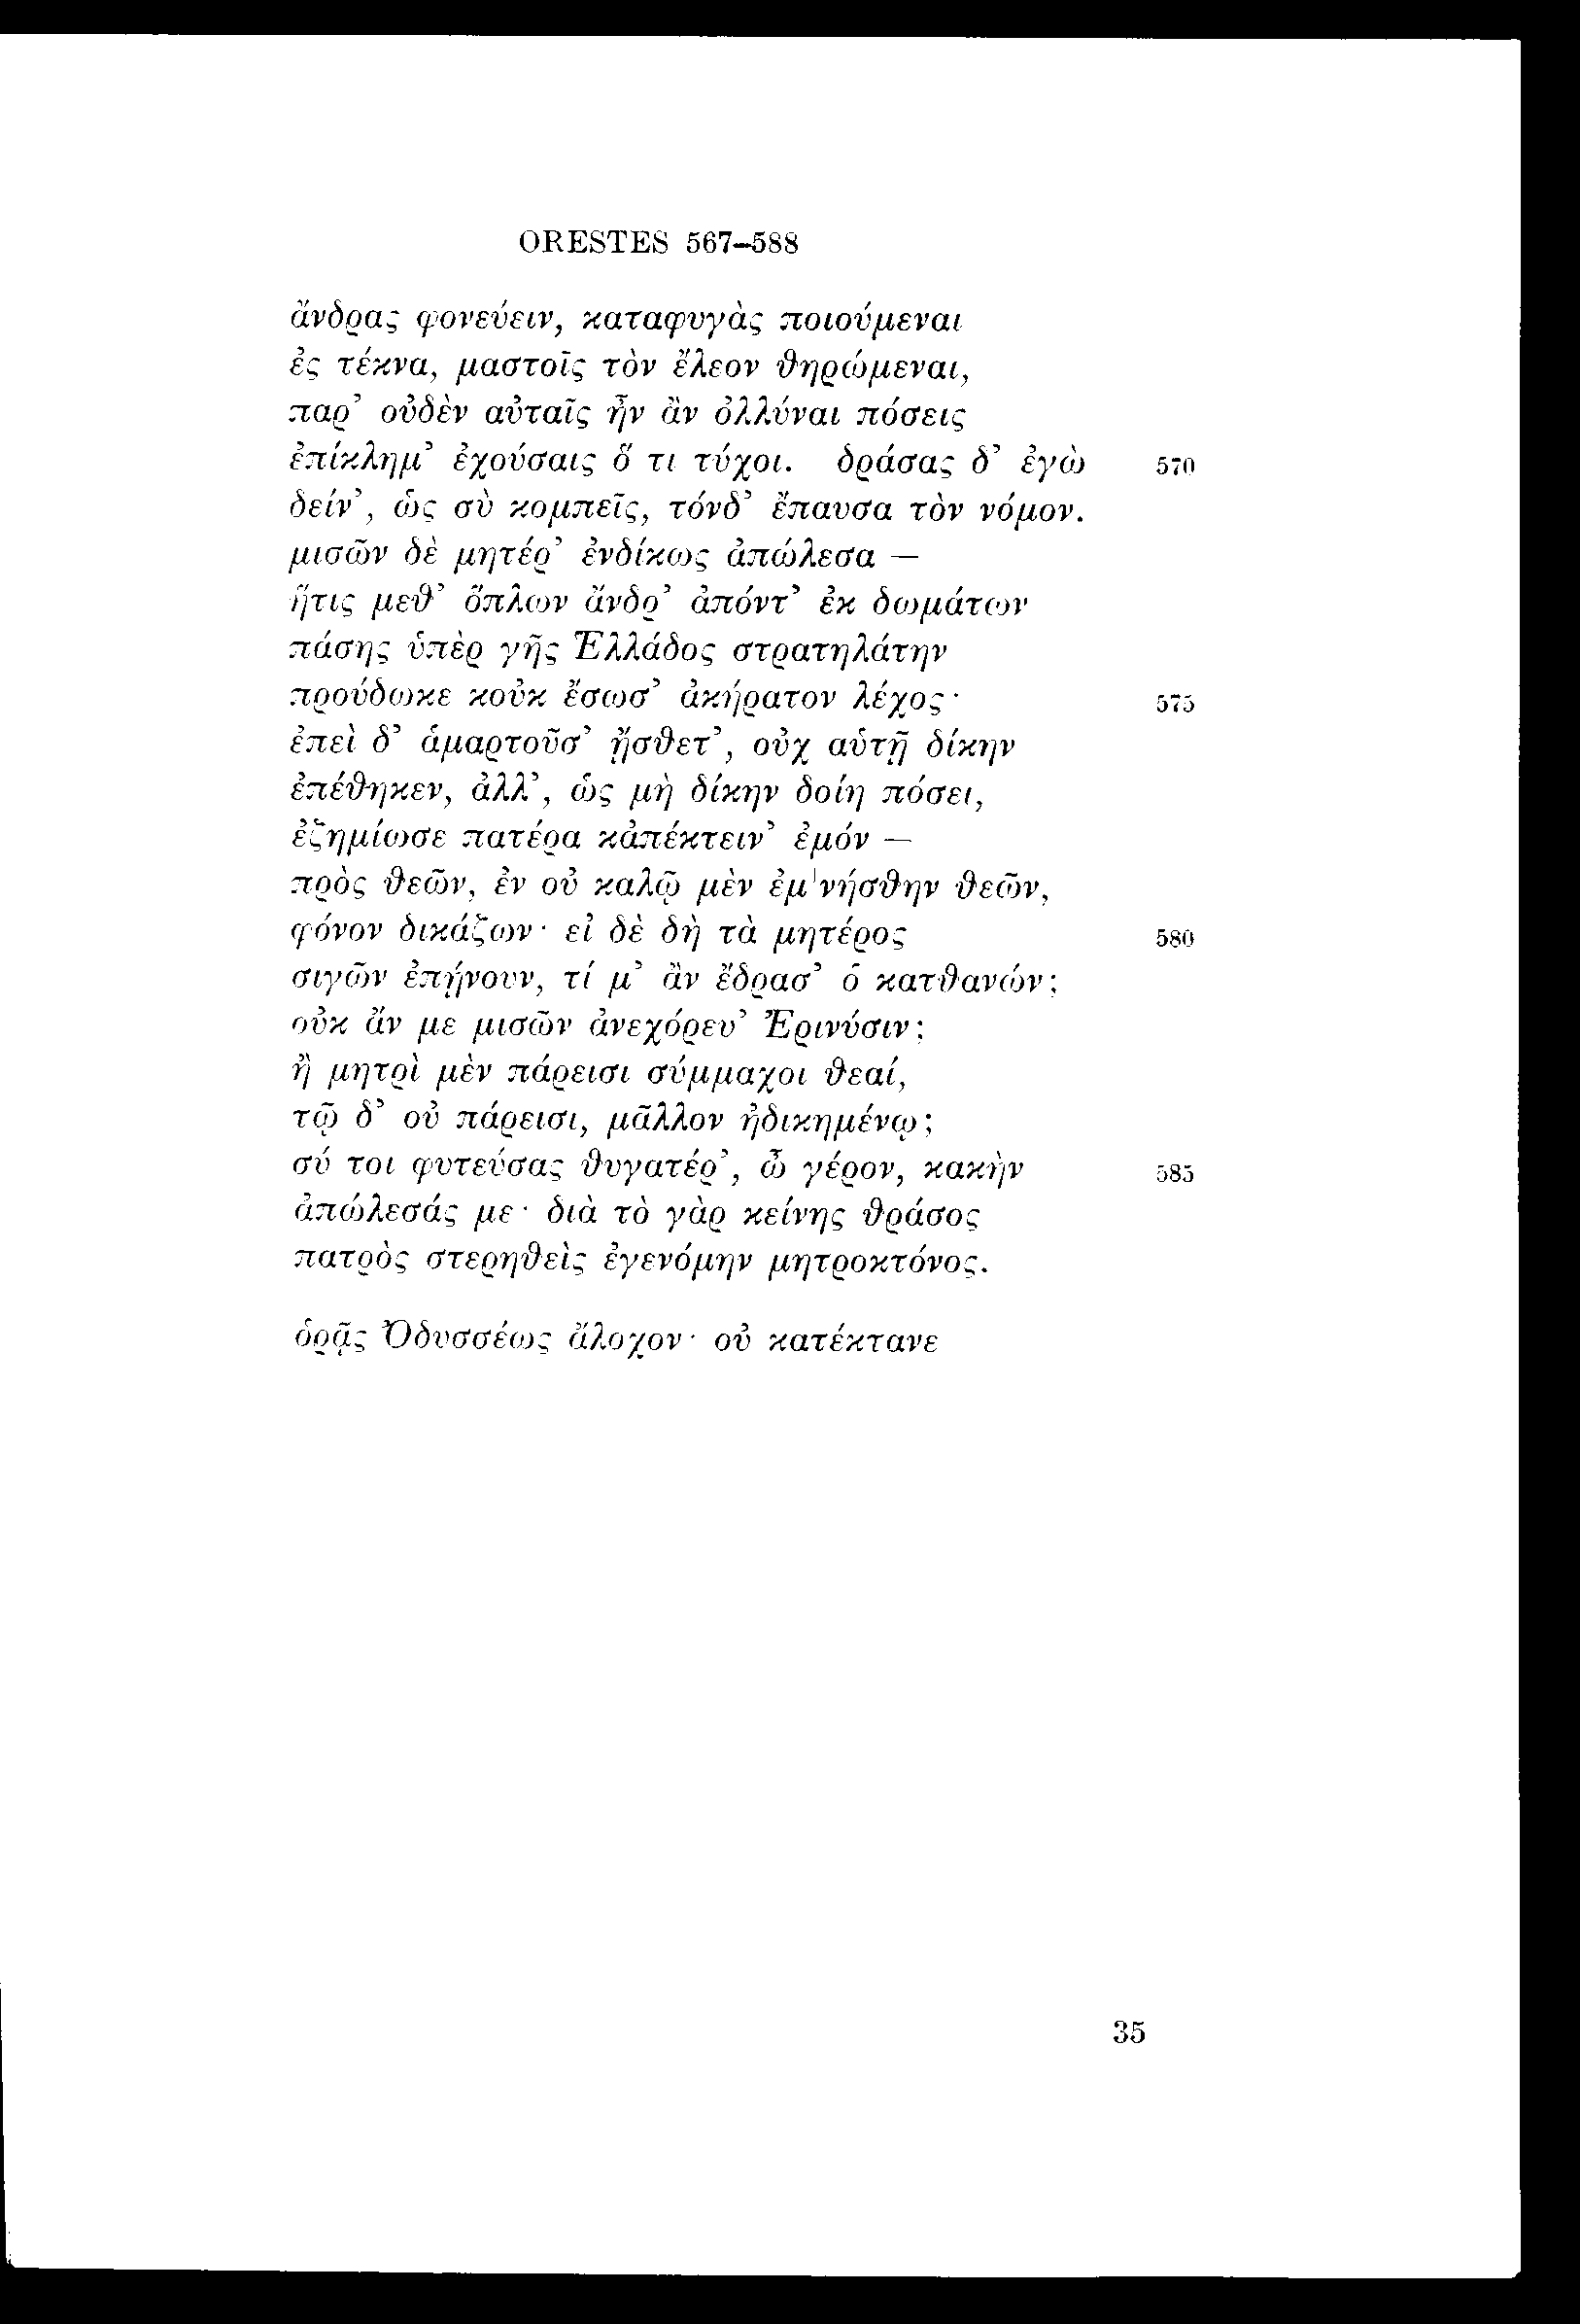 ORESTES 567–588
ἄνδρας φονεύειν, καταφυγὰς ποιούμεναι
ἐς τέκνα, μαστοῖς τὸν ἔλεον θηρώμεναι,
παρ’ οὐδὲν αὐταῖς ἦν ἂν ὀλλύναι πόσεις
ἐπίκλημ’ ἐχούσαις ὅ τι τύχοι. δράσας δ’ ἐγὼ 570
δείν’, ὡς σὺ κομπεῖς, τόνδ’ ἔπαυσα τὸν νόμον.
μισῶν δὲ μητέρ’ ἐνδίκως ἀπώλεσα —
ἥτις μεθ’ ὅπλων ἄνδρ’ ἀπόντ’ ἐκ δωμάτων
πάσης ὑπὲρ γῆς Ἑλλάδος στρατηλάτην
προύδωκε κοὐκ ἔσωσ’ ἀκήρατον λέχος· 575
ἐπεὶ δ’ ἁμαρτοῦσ’ ᾔσθετ’, οὐχ αὑτῇ δίκην
ἐπέθηκεν, ἀλλ’, ὡς μὴ δίκην δοίη πόσει,
ἐζημίωσε πατέρα κἀπέκτειν’ ἐμόν —
πρὸς θεῶν, ἐν οὐ καλῷ μὲν ἐμνήσθην θεῶν,
φόνον δικάζων· εἰ δὲ δὴ τὰ μητέρος 580
σιγῶν ἐπῄνουν, τί μ’ ἂν ἔδρασ’ ὁ κατθανών;
οὐκ ἄν με μισῶν ἀνεχόρευ’ Ἐρινύσιν;
ἢ μητρὶ μὲν πάρεισι σύμμαχοι θεαί,
τῷ δ’ οὐ πάρεισι, μᾶλλον ἠδικημένῳ;
σύ τοι φυτεύσας θυγατέρ’, ὦ γέρον, κακὴν 585
ἀπώλεσάς με· διὰ τὸ γὰρ κείνης θράσος
πατρὸς στερηθεὶς ἐγενόμην μητροκτόνος.
ὁρᾷς Ὀδυσσέως ἄλοχον· οὐ κατέκτανε
35